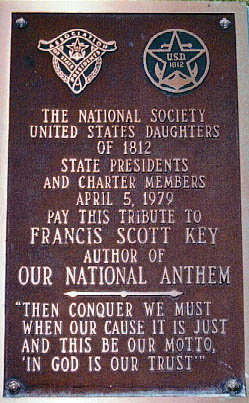 ASSOCIATION
U.S.D.
1812
THE NATIONAL SOCIETY
UNITED STATES DAUGHTERS
OF 1812
STATE PRESIDENTS
AND CHARTER MEMBERS
APRIL 5, 1979
PAY THIS TRIBUTE TO
FRANCIS SCOTT KEY
AUTHOR OF
OUR NATIONAL ANTHEM
"THEN CONQUER WE MUST
WHEN OUR CAUSE IT IS JUST
AND THIS BE OUR MOTTO,
'IN GOD IS OUR TRUST'"